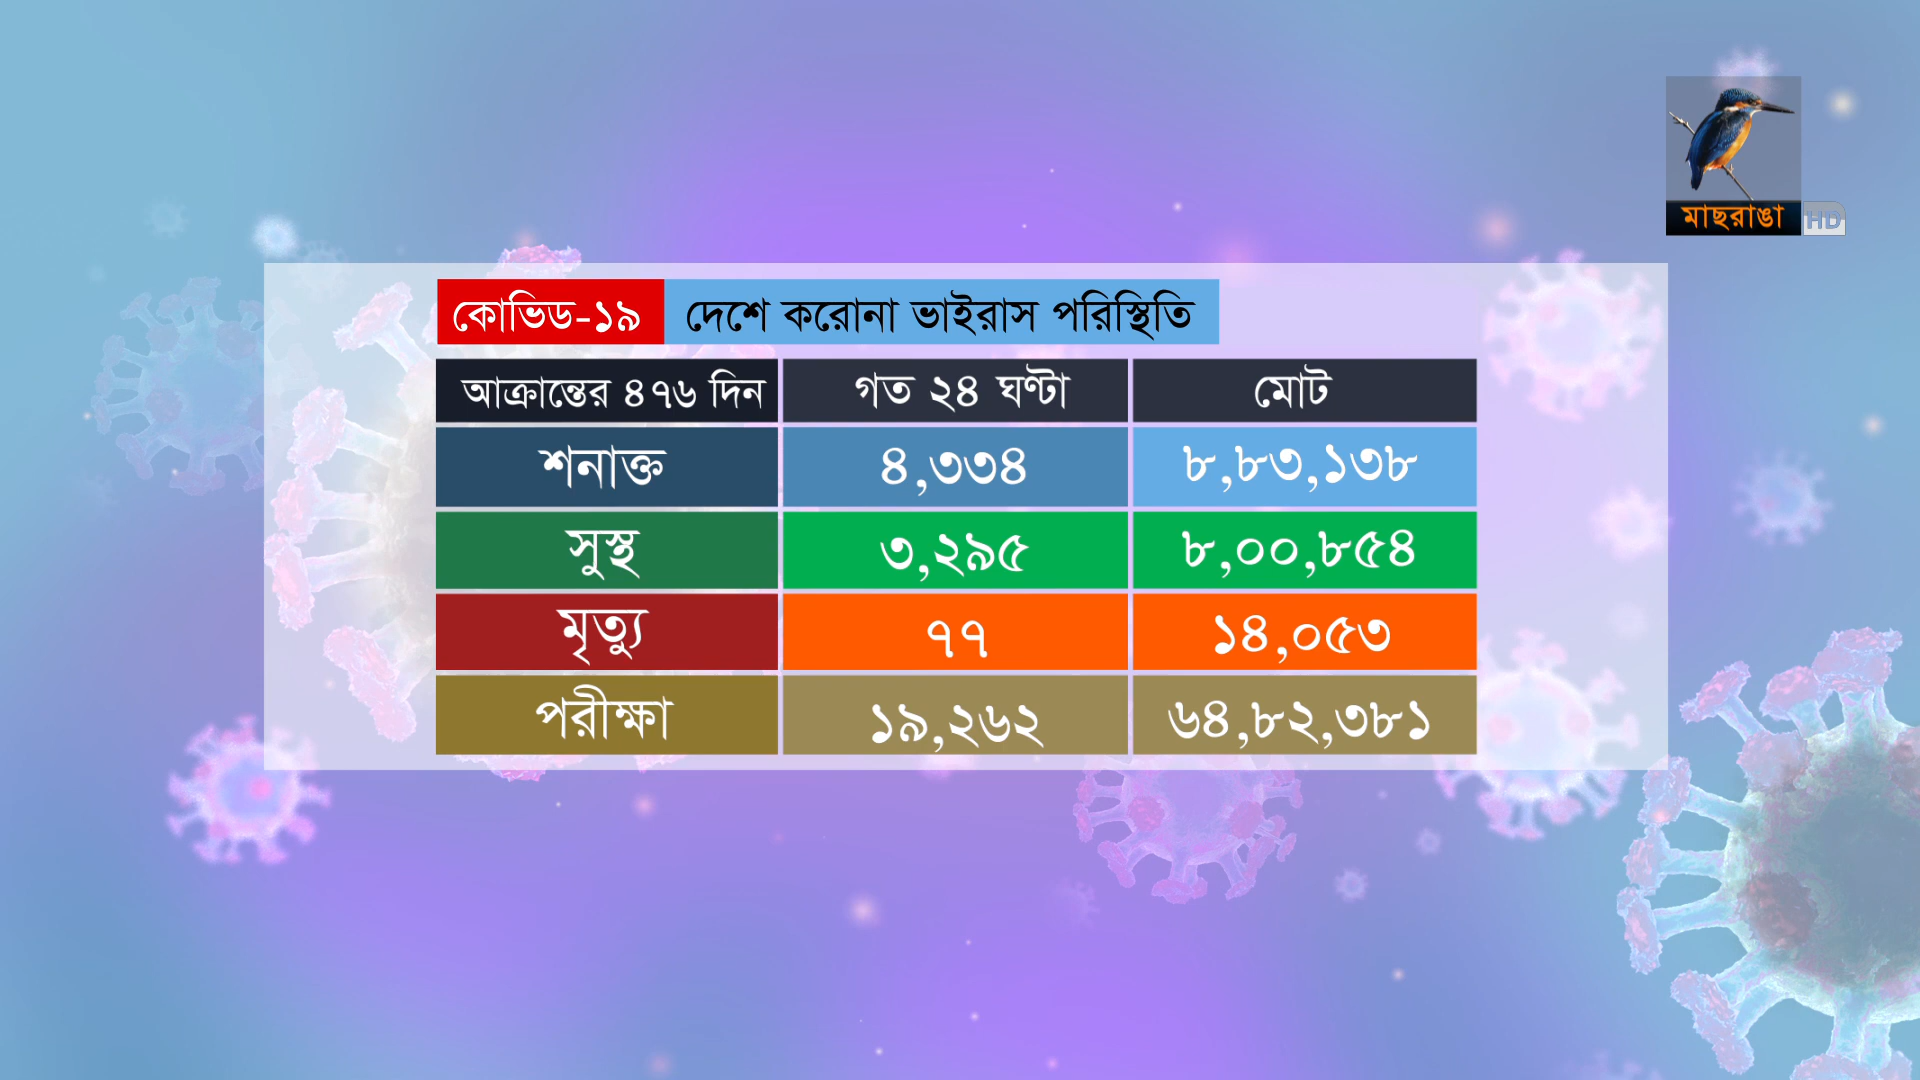 মাছরাঙা HD
কোভিড-১৯ দেশে করোনা ভাইরাস পরিস্থিতি
আক্রান্তের ৪৭৬ দিন গত ২৪ ঘণ্টা মোট
শনাক্ত ৪,৩৩৪ ৮,৮৩,১৩৮
সুস্থ ৩,২৯৫ ৮,০০,৮৫৪
মৃত্যু ৭৭ ১৪,০৫৩
পরীক্ষা ১৯,২৬২ ৬৪,৮২,৩৮১